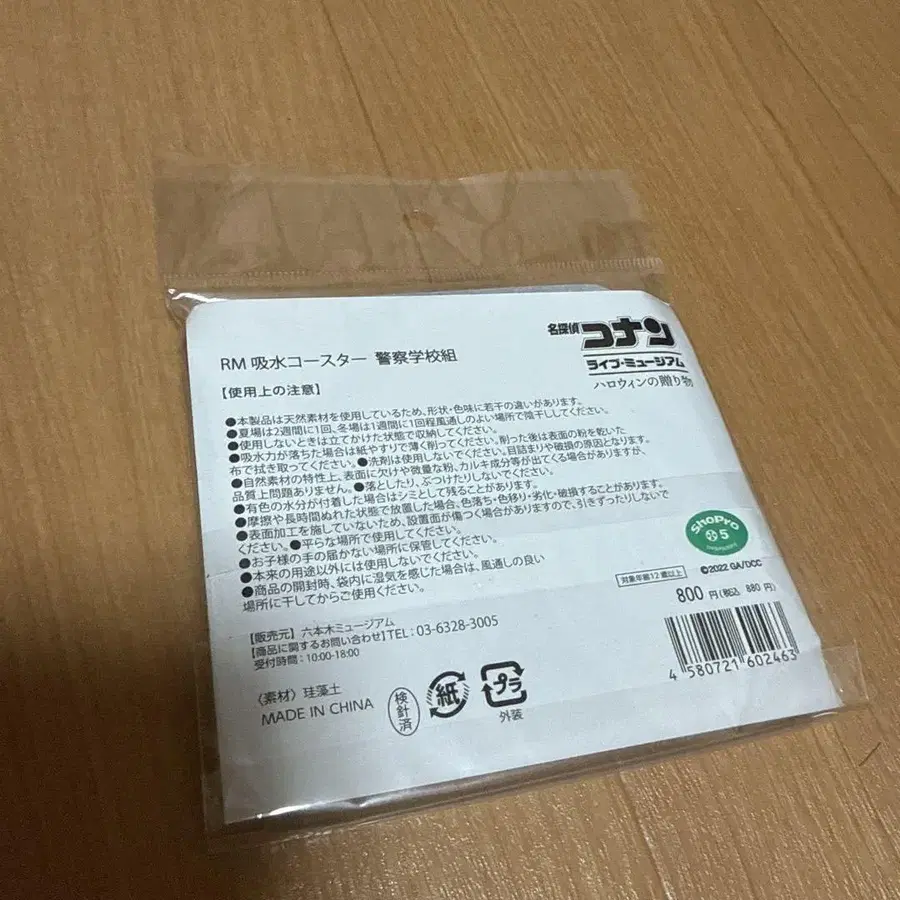 名探偵
コナン
ライブ・ミュージアム
ハロウィンの贈り物
RM 吸水コースター 警察学校組
【使用上の注意】
●本製品は天然素材を使用しているため、形状・色味に若干の違いがあります。
●夏場は2週間に1回、冬場は1週間に1回程風通しのよい場所で陰干ししてください。
●使用しないときは立てかけた状態で収納してください。
●吸水力が落ちた場合は紙やすりで薄く削ってください。削った後は表面の粉を乾いた
布で拭き取ってください。●洗剤は使用しないでください。目詰まりや破損の原因となります。
●自然素材の特性上、表面に欠けや微量な粉、カルキ成分等が出てくる場合がありますが、
品質上問題ありません。●落としたり、ぶつけたりしないでください。
●有色の水分が付着した場合はシミとして残ることがあります。
●摩擦や長時間ぬれた状態で放置した場合、色落ち・色移り・劣化・破損することがあります。
●表面加工を施していないため、設置面が傷つく場合がありますので、引きずったりしないで
ください。●平らな場所で使用してください。
●お子様の手の届かない場所に保管してください。
●本来の用途以外には使用しないでください。
●商品の開封時、袋内に湿気を感じた場合は、風通しの良い
場所に干してからご使用ください。
ShoPro
5
©2022 GA/DCC
対象年齢12歳以上
800 円(税込 880 円)
4 580721 602463
【販売元】六本木ミュージアム
【商品に関するお問い合わせ】TEL：03-6328-3005
受付時間：10:00-18:00
〈素材〉珪藻土
MADE IN CHINA
検針済
紙
プラ
外装